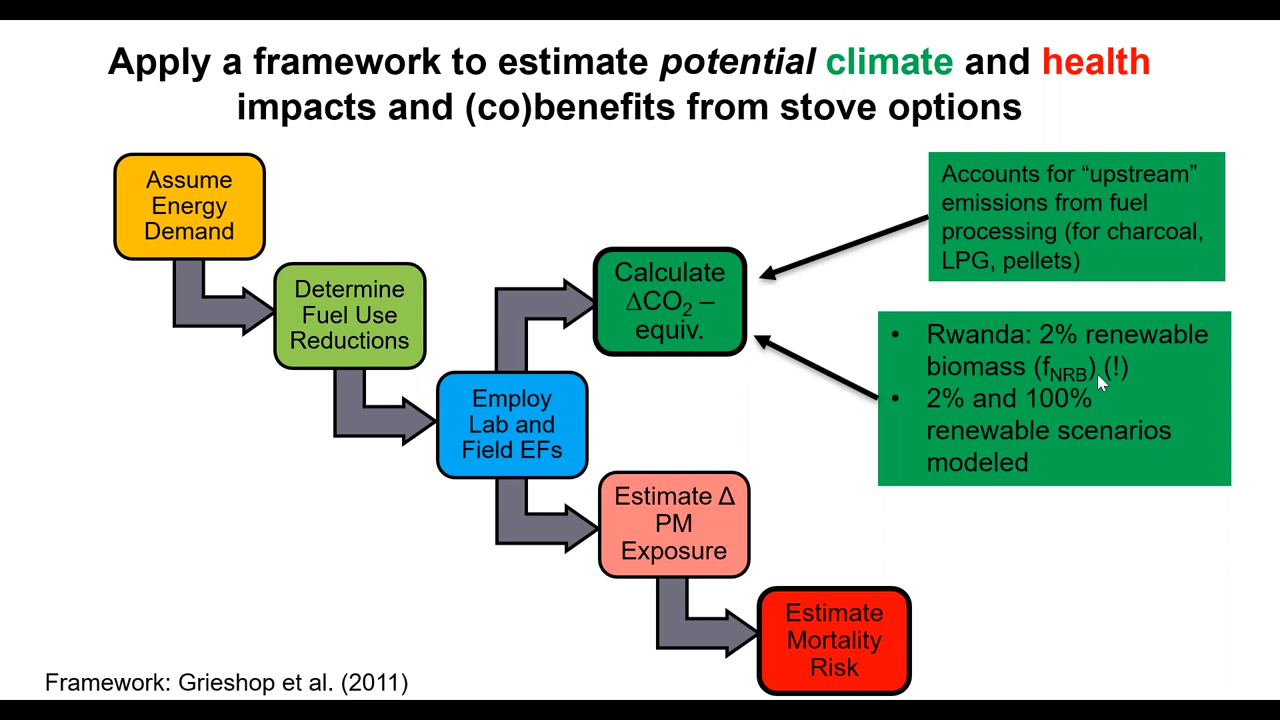 Apply a framework to estimate potential climate and health
impacts and (co)benefits from stove options
Assume
Energy
Demand
Determine
Fuel Use
Reductions
Employ
Lab and
Field EFs
Calculate
∆CO₂ –
equiv.
Estimate Δ
PM
Exposure
Estimate
Mortality
Risk
Accounts for “upstream”
emissions from fuel
processing (for charcoal,
LPG, pellets)
• Rwanda: 2% renewable
biomass (fNRB) (!)
• 2% and 100%
renewable scenarios
modeled
Framework: Grieshop et al. (2011)